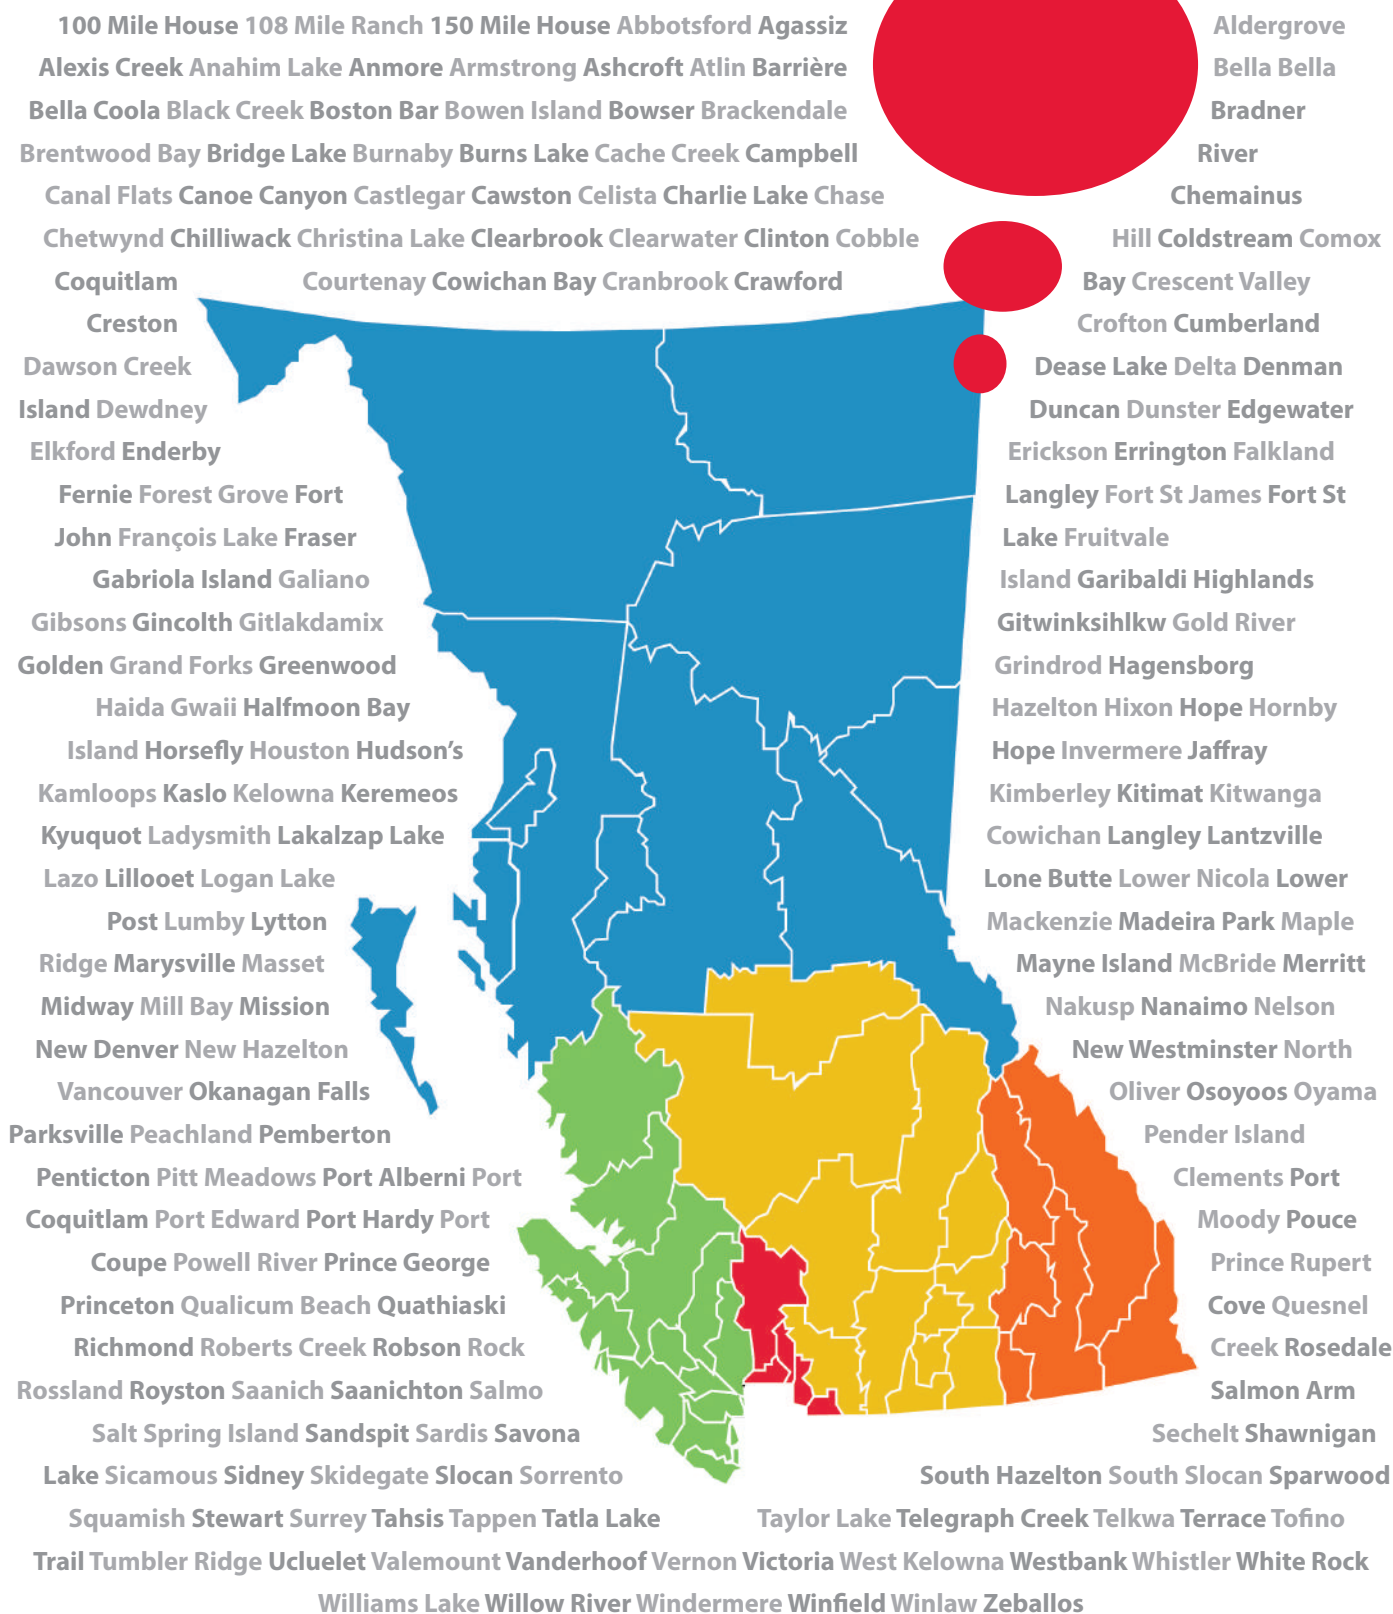 100 Mile House 108 Mile Ranch 150 Mile House Abbotsford Agassiz Aldergrove
Alexis Creek Anahim Lake Anmore Armstrong Ashcroft Atlin Barrière Bella Bella
Bella Coola Black Creek Boston Bar Bowen Island Bowser Brackendale Bradner
Brentwood Bay Bridge Lake Burnaby Burns Lake Cache Creek Campbell River
Canal Flats Canoe Canyon Castlegar Cawston Celista Charlie Lake Chase Chemainus
Chetwynd Chilliwack Christina Lake Clearbrook Clearwater Clinton Cobble Hill Coldstream Comox
Coquitlam Courtenay Cowichan Bay Cranbrook Crawford Bay Crescent Valley
Creston Crofton Cumberland
Dawson Creek Dease Lake Delta Denman
Island Dewdney Duncan Dunster Edgewater
Elkford Enderby Erickson Errington Falkland
Fernie Forest Grove Fort Langley Fort St James Fort St
John François Lake Fraser Lake Fruitvale
Gabriola Island Galiano Island Garibaldi Highlands
Gibsons Gincolth Gitlakdamix Gitwinksihlkw Gold River
Golden Grand Forks Greenwood Grindrod Hagensborg
Haida Gwaii Halfmoon Bay Hazelton Hixon Hope Hornby
Island Horsefly Houston Hudson's Hope Invermere Jaffray
Kamloops Kaslo Kelowna Keremeos Kimberley Kitimat Kitwanga
Kyuquot Ladysmith Lakalzap Lake Cowichan Langley Lantzville
Lazo Lillooet Logan Lake Lone Butte Lower Nicola Lower
Post Lumby Lytton Mackenzie Madeira Park Maple
Ridge Marysville Masset Mayne Island McBride Merritt
Midway Mill Bay Mission Nakusp Nanaimo Nelson
New Denver New Hazelton New Westminster North
Vancouver Okanagan Falls Oliver Osoyoos Oyama
Parksville Peachland Pemberton Pender Island
Penticton Pitt Meadows Port Alberni Port Clements Port
Coquitlam Port Edward Port Hardy Port Moody Pouce
Coupe Powell River Prince George Prince Rupert
Princeton Qualicum Beach Quathiaski Cove Quesnel
Richmond Roberts Creek Robson Rock Creek Rosedale
Rossland Royston Saanich Saanichton Salmo Salmon Arm
Salt Spring Island Sandspit Sardis Savona Sechelt Shawnigan
Lake Sicamous Sidney Skidegate Slocan Sorrento South Hazelton South Slocan Sparwood
Squamish Stewart Surrey Tahsis Tappen Tatla Lake Taylor Lake Telegraph Creek Telkwa Terrace Tofino
Trail Tumbler Ridge Ucluelet Valemount Vanderhoof Vernon Victoria West Kelowna Westbank Whistler White Rock
Williams Lake Willow River Windermere Winfield Winlaw Zeballos